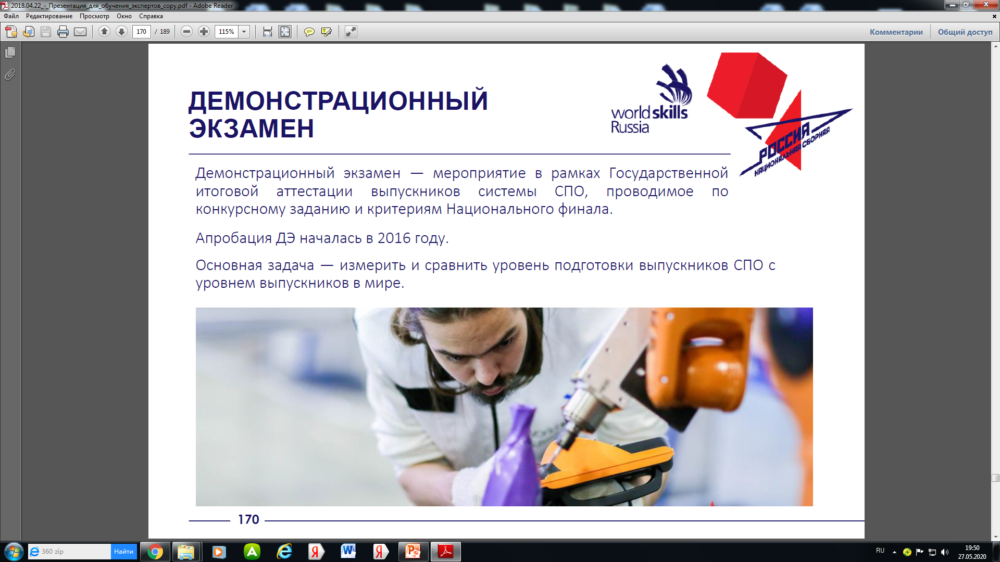 2018.04.22_-_Презентация_для_обучения_экспертов_copy.pdf - Adobe Reader
Файл Редактирование Просмотр Окно Справка
170 / 189 115% Комментарии Общий доступ
world skills
Russia
РОССИЯ
НАЦИОНАЛЬНАЯ СБОРНАЯ
ДЕМОНСТРАЦИОННЫЙ
ЭКЗАМЕН
Демонстрационный экзамен — мероприятие в рамках Государственной
итоговой аттестации выпускников системы СПО, проводимое по
конкурсному заданию и критериям Национального финала.
Апробация ДЭ началась в 2016 году.
Основная задача — измерить и сравнить уровень подготовки выпускников СПО с
уровнем выпускников в мире.
170
360 zip Найти
RU
19:50
27.05.2020